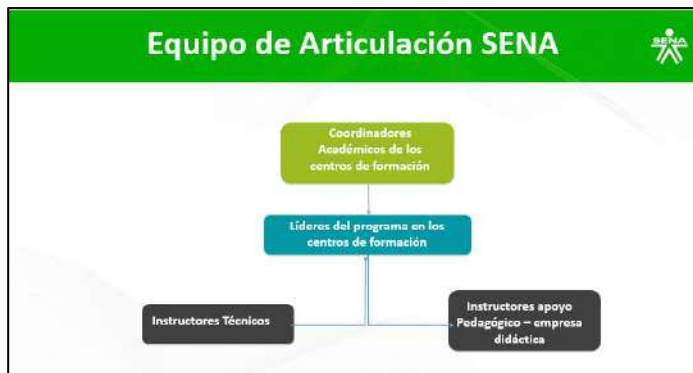 Equipo de Articulación SENA
SENA
Coordinadores
Académicos de los
centros de formación
Líderes del programa en los
centros de formación
Instructores Técnicos
Instructores apoyo
Pedagógico – empresa
didáctica